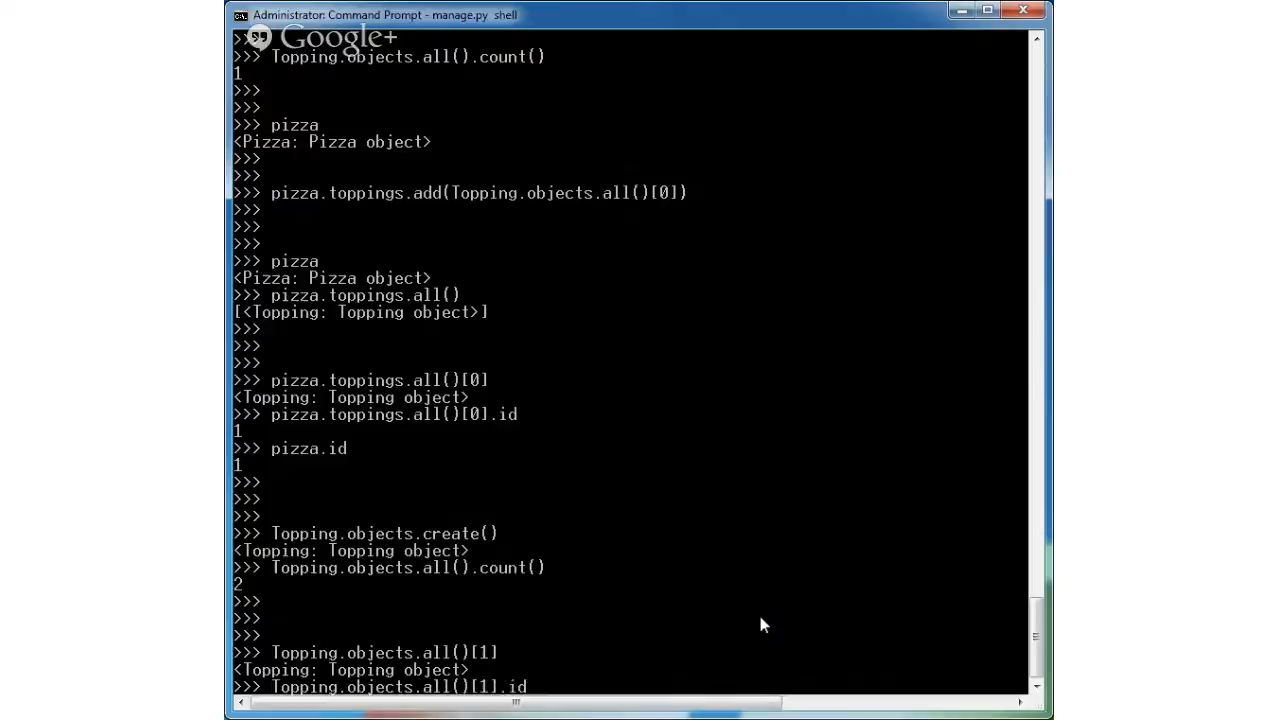 Administrator: Command Prompt - manage.py shell
Google+
>>>
>>> Topping.objects.all().count()
1
>>>
>>>
>>> pizza
<Pizza: Pizza object>
>>>
>>>
>>> pizza.toppings.add(Topping.objects.all()[0])
>>>
>>>
>>>
>>> pizza
<Pizza: Pizza object>
>>> pizza.toppings.all()
[<Topping: Topping object>]
>>>
>>>
>>>
>>> pizza.toppings.all()[0]
<Topping: Topping object>
>>> pizza.toppings.all()[0].id
1
>>> pizza.id
1
>>>
>>>
>>>
>>> Topping.objects.create()
<Topping: Topping object>
>>> Topping.objects.all().count()
2
>>>
>>>
>>>
>>> Topping.objects.all()[1]
<Topping: Topping object>
>>> Topping.objects.all()[1].id